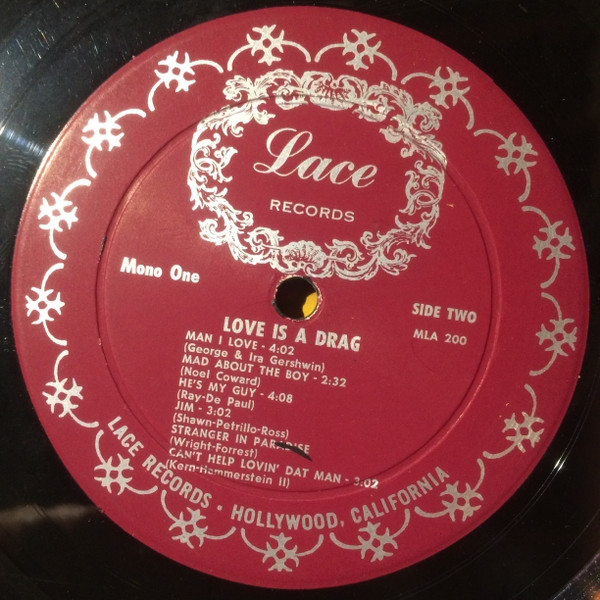 Lace
RECORDS
Mono One
SIDE TWO
MLA 200
LOVE IS A DRAG
MAN I LOVE - 4:02
(George & Ira Gershwin)
MAD ABOUT THE BOY - 2:32
(Noel Coward)
HE'S MY GUY - 4:08
(Ray-De Paul)
JIM - 3:02
(Shawn-Petrillo-Ross)
STRANGER IN PARADISE
(Wright-Forrest)
CAN'T HELP LOVIN' DAT MAN - 3:02
(Kern-Hammerstein II)
LACE RECORDS • HOLLYWOOD, CALIFORNIA